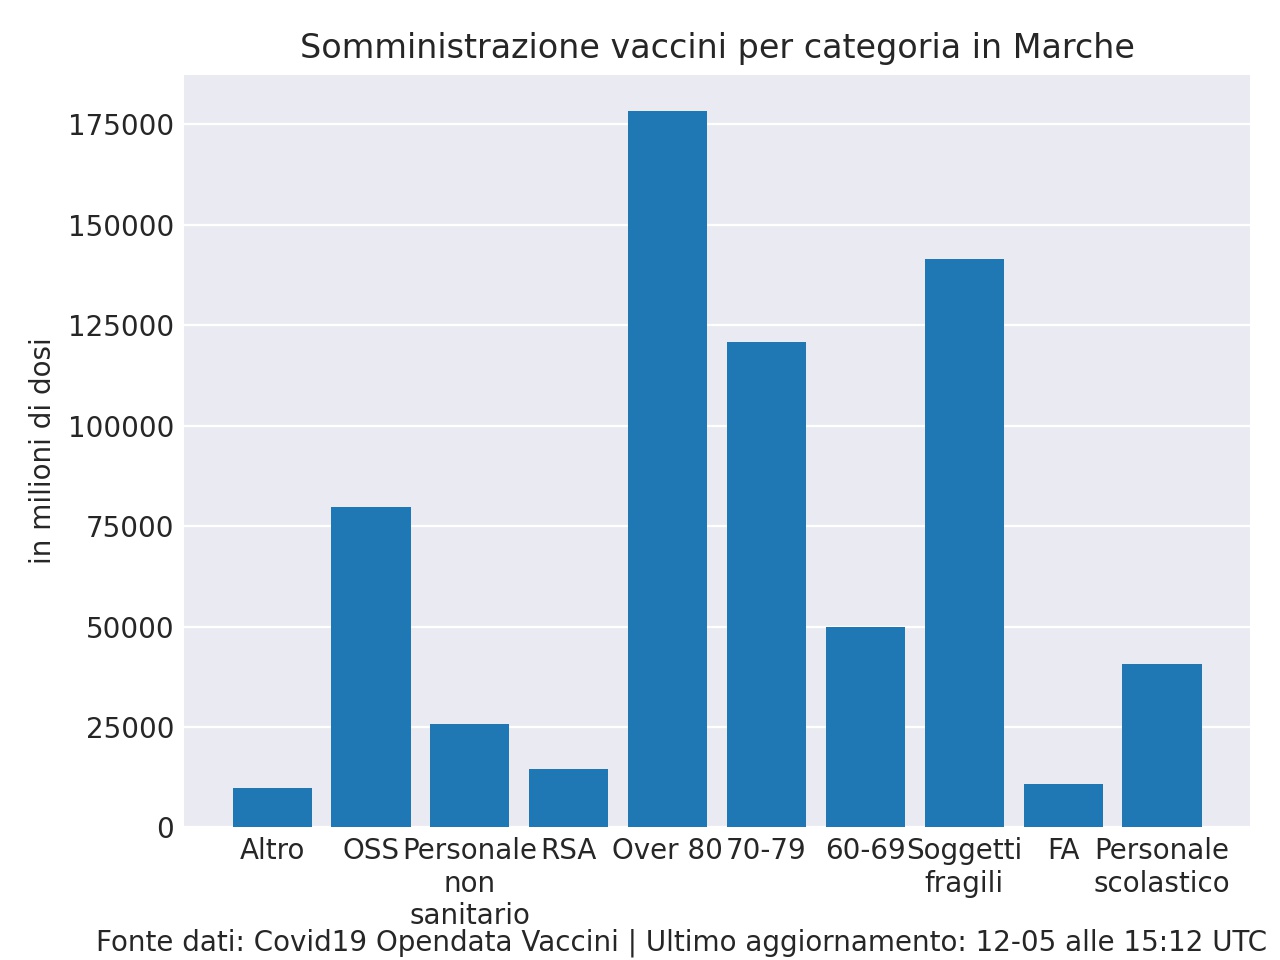 Somministrazione vaccini per categoria in Marche
in milioni di dosi
175000
150000
125000
100000
75000
50000
25000
0
Altro
OSS
Personale
non
sanitario
RSA
Over 80
70-79
60-69
Soggetti
fragili
FA
Personale
scolastico
Fonte dati: Covid19 Opendata Vaccini | Ultimo aggiornamento: 12-05 alle 15:12 UTC